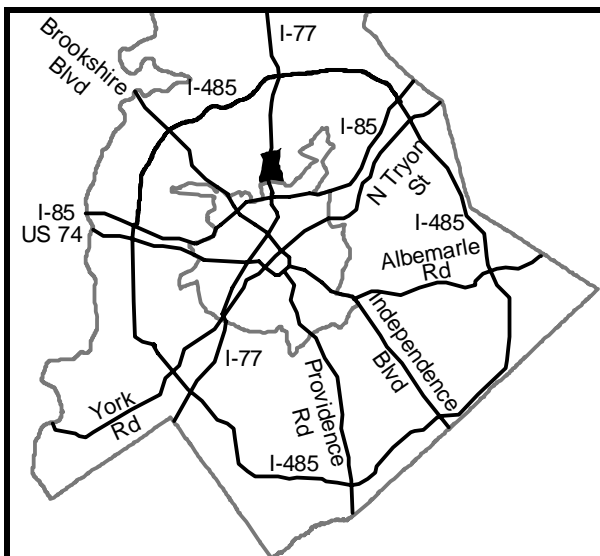 I-77
Brookshire
Blvd
I-485
I-85
N Tryon
St
I-85
US 74
I-485
Albemarle
Rd
Independence
Blvd
I-77
Providence
Rd
York
Rd
I-485